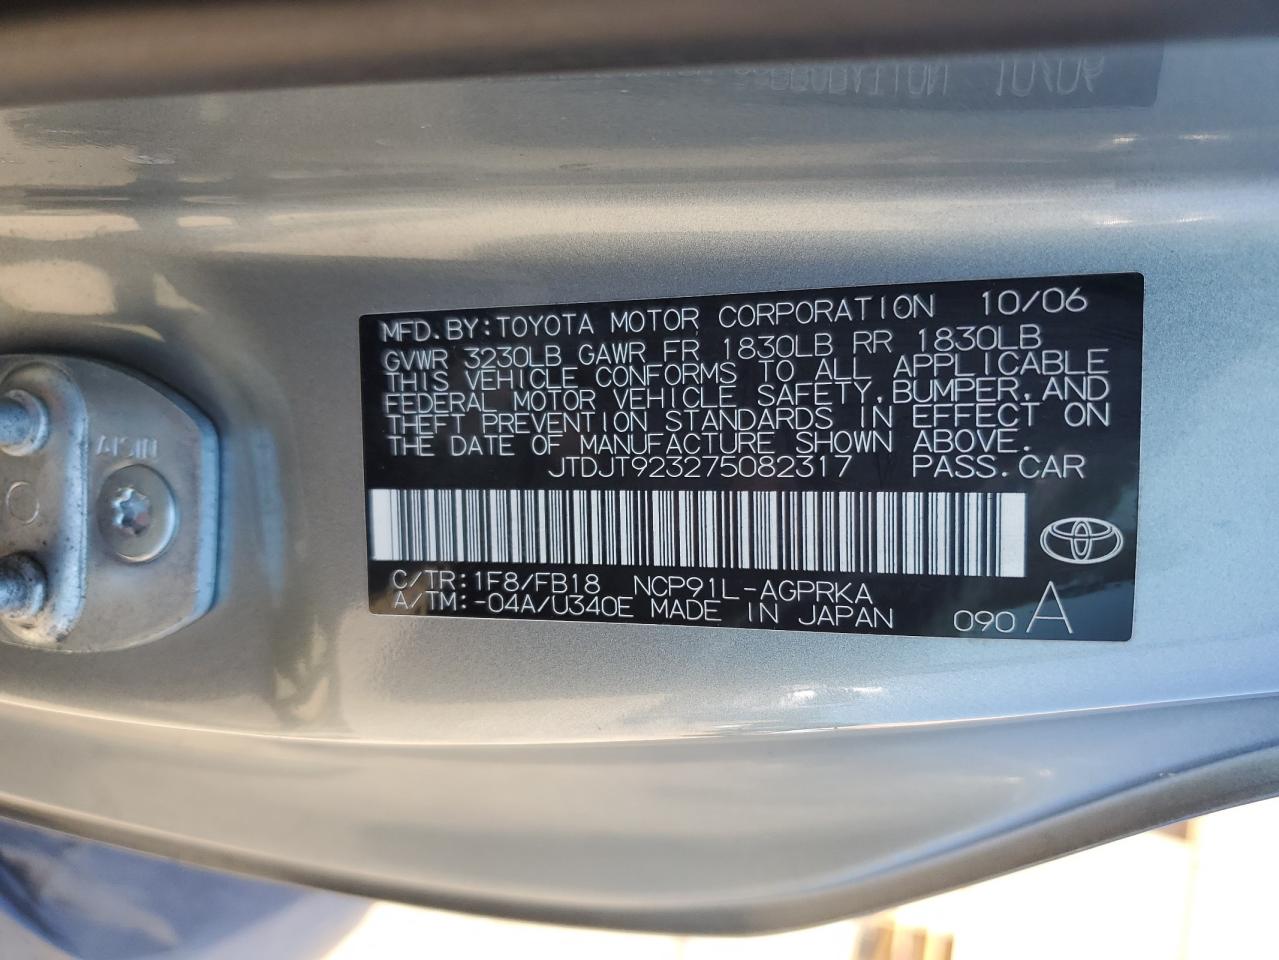 MFD.BY:TOYOTA MOTOR CORPORATION 10/06
GVWR 3230LB GAWR FR 1830LB RR 1830LB
THIS VEHICLE CONFORMS TO ALL APPLICABLE
FEDERAL MOTOR VEHICLE SAFETY,BUMPER,AND
THEFT PREVENTION STANDARDS IN EFFECT ON
THE DATE OF MANUFACTURE SHOWN ABOVE.
JTDJT923275082317 PASS.CAR
C/TR:1F8/FB18 NCP91L-AGPRKA
A/TM:-04A/U340E MADE IN JAPAN 090 A
AISIN